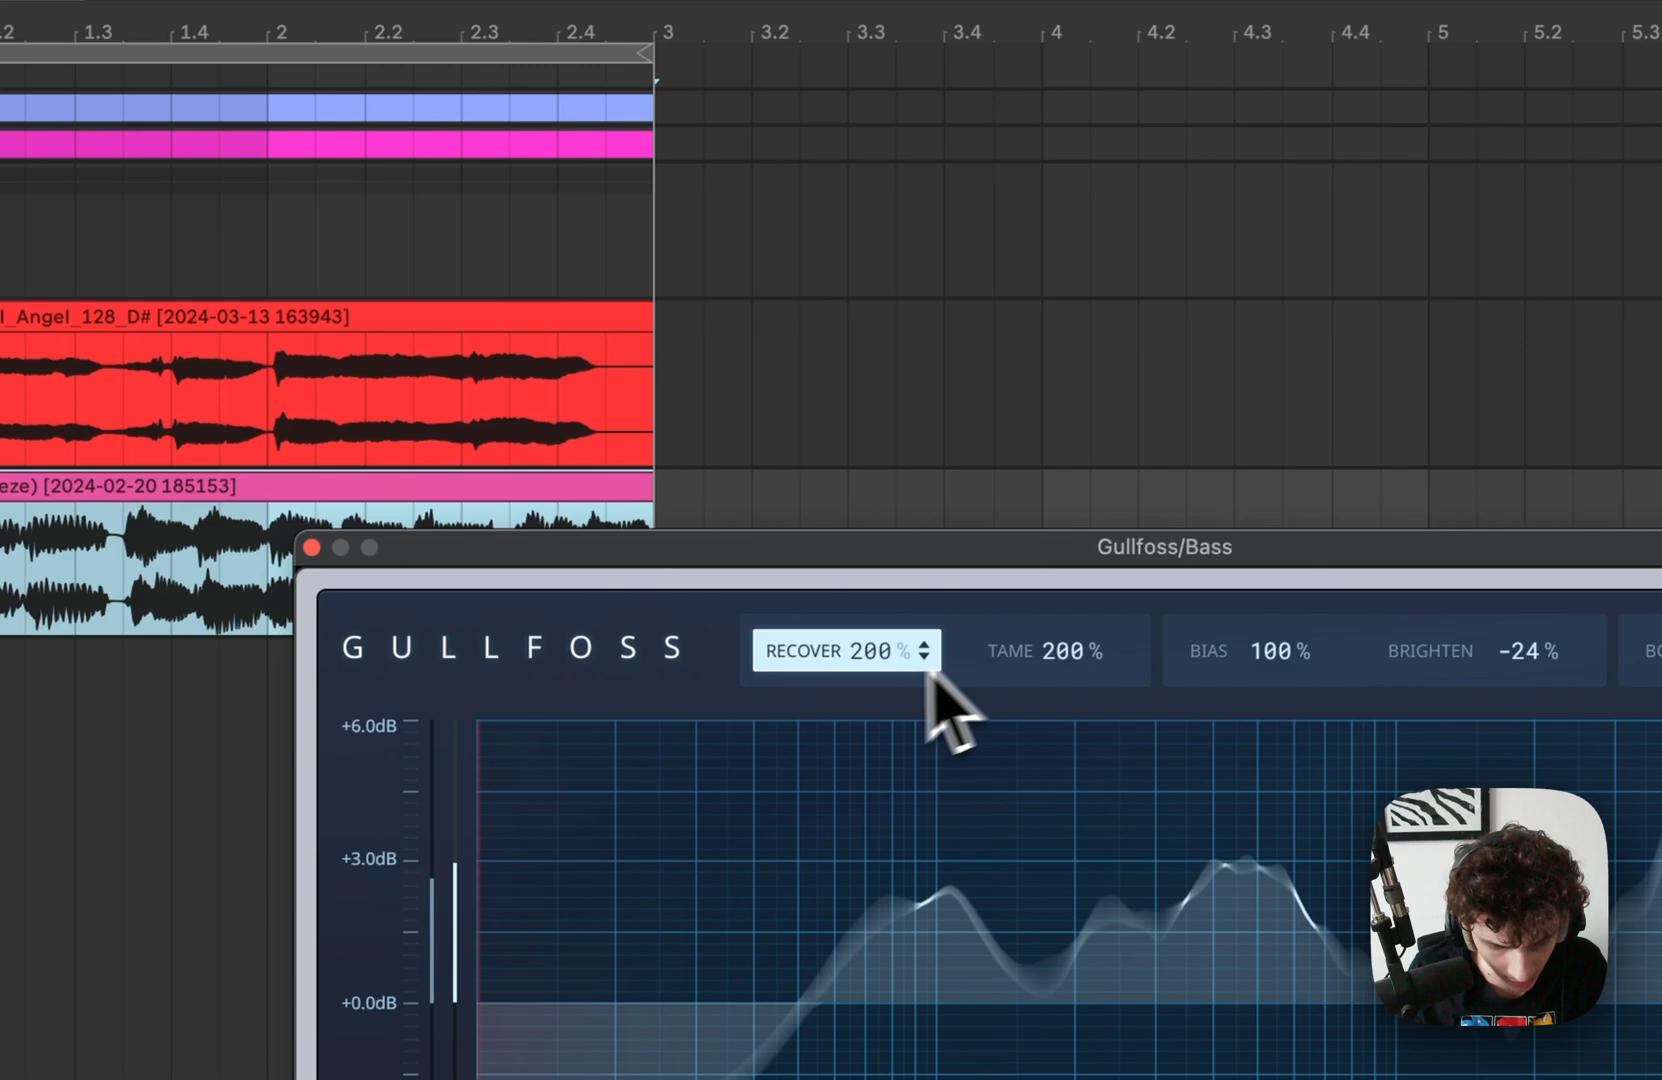 .2 1.3 1.4 2 2.2 2.3 2.4 3 3.2 3.3 3.4 4 4.2 4.3 4.4 5 5.2 5.3
l_Angel_128_D# [2024-03-13 163943]
eze) [2024-02-20 185153]
Gullfoss/Bass
GULLFOSS RECOVER 200 % TAME 200 % BIAS 100 % BRIGHTEN -24 % BO
+6.0dB
+3.0dB
+0.0dB